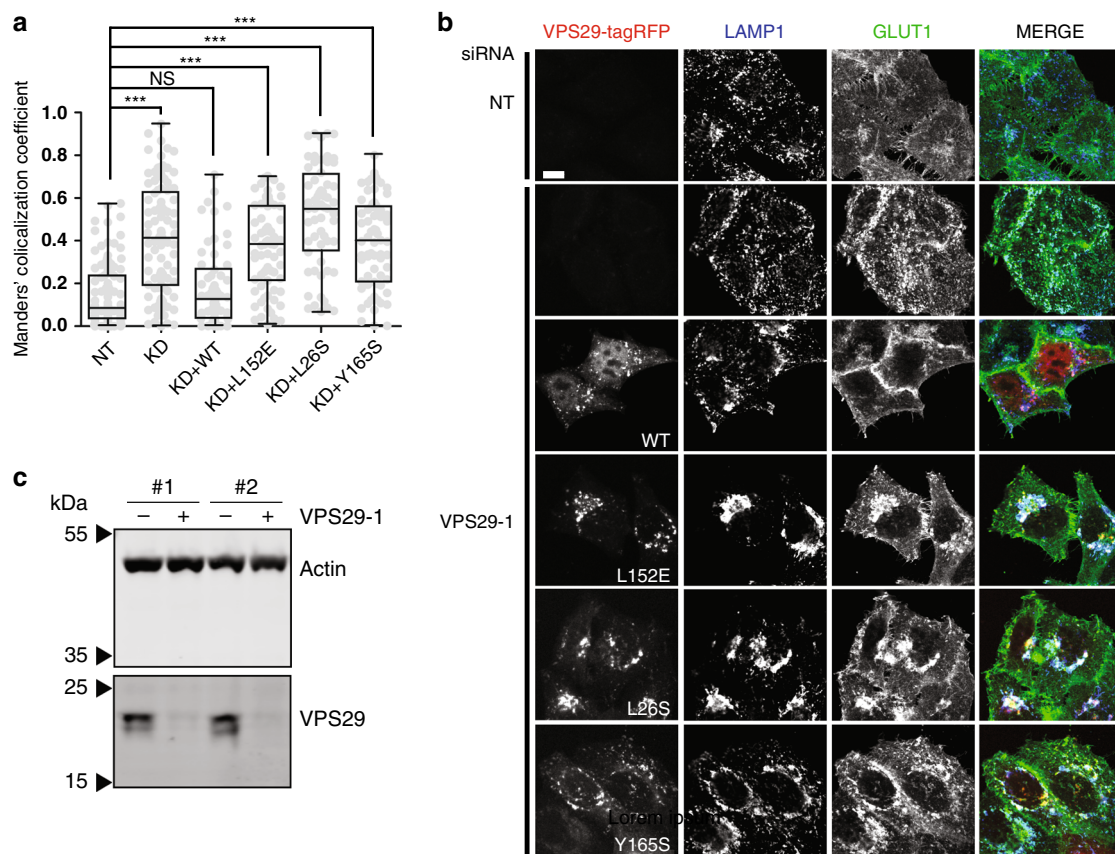 a
Manders' colicalization coefficient
1.0
0.8
0.6
0.4
0.2
0.0
***
***
***
NS
***
NT
KD
KD+WT
KD+L152E
KD+L26S
KD+Y165S
b
VPS29-tagRFP LAMP1 GLUT1 MERGE
siRNA
NT
VPS29-1
WT
L152E
L26S
Lorem ip
Y165S
c
kDa
#1 #2
– + – + VPS29-1
55
Actin
35
25
VPS29
15